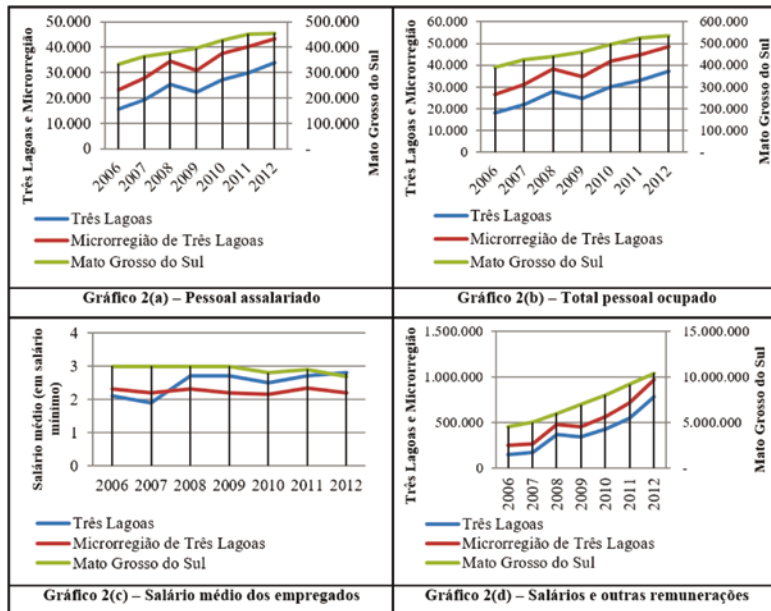 Três Lagoas e Microrregião
50.000
40.000
30.000
20.000
10.000
0
500.000
400.000
300.000
200.000
100.000
-
Mato Grosso do Sul
2006
2007
2008
2009
2010
2011
2012
Três Lagoas
Microrregião de Três Lagoas
Mato Grosso do Sul
Gráfico 2(a) – Pessoal assalariado
Três Lagoas e Microrregião
60.000
50.000
40.000
30.000
20.000
10.000
0
600.000
500.000
400.000
300.000
200.000
100.000
-
Mato Grosso do Sul
2006
2007
2008
2009
2010
2011
2012
Três Lagoas
Microrregião de Três Lagoas
Mato Grosso do Sul
Gráfico 2(b) – Total pessoal ocupado
Salário médio (em salário
mínimo)
4
3
2
1
0
2006 2007 2008 2009 2010 2011 2012
Três Lagoas
Microrregião de Três Lagoas
Mato Grosso do Sul
Gráfico 2(c) – Salário médio dos empregados
Três Lagoas e Microrregião
1.500.000
1.000.000
500.000
0
15.000.000
10.000.000
5.000.000
-
Mato Grosso do Sul
2006
2007
2008
2009
2010
2011
2012
Três Lagoas
Microrregião de Três Lagoas
Mato Grosso do Sul
Gráfico 2(d) – Salários e outras remunerações